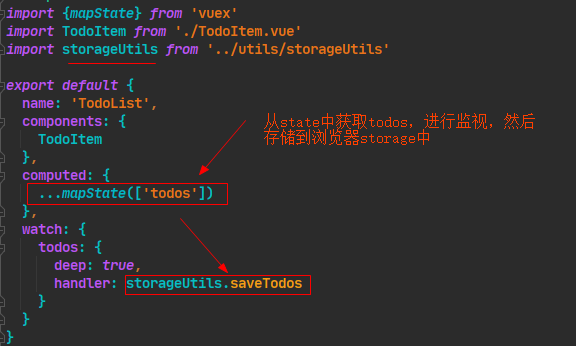 import {mapState} from 'vuex'
import TodoItem from './TodoItem.vue'
import storageUtils from '../utils/storageUtils'
export default {
name: 'TodoList',
components: {
TodoItem
},
computed: {
...mapState(['todos'])
},
watch: {
todos: {
deep: true,
handler: storageUtils.saveTodos
}
}
}
从state中获取todos，进行监视，然后
存储到浏览器storage中